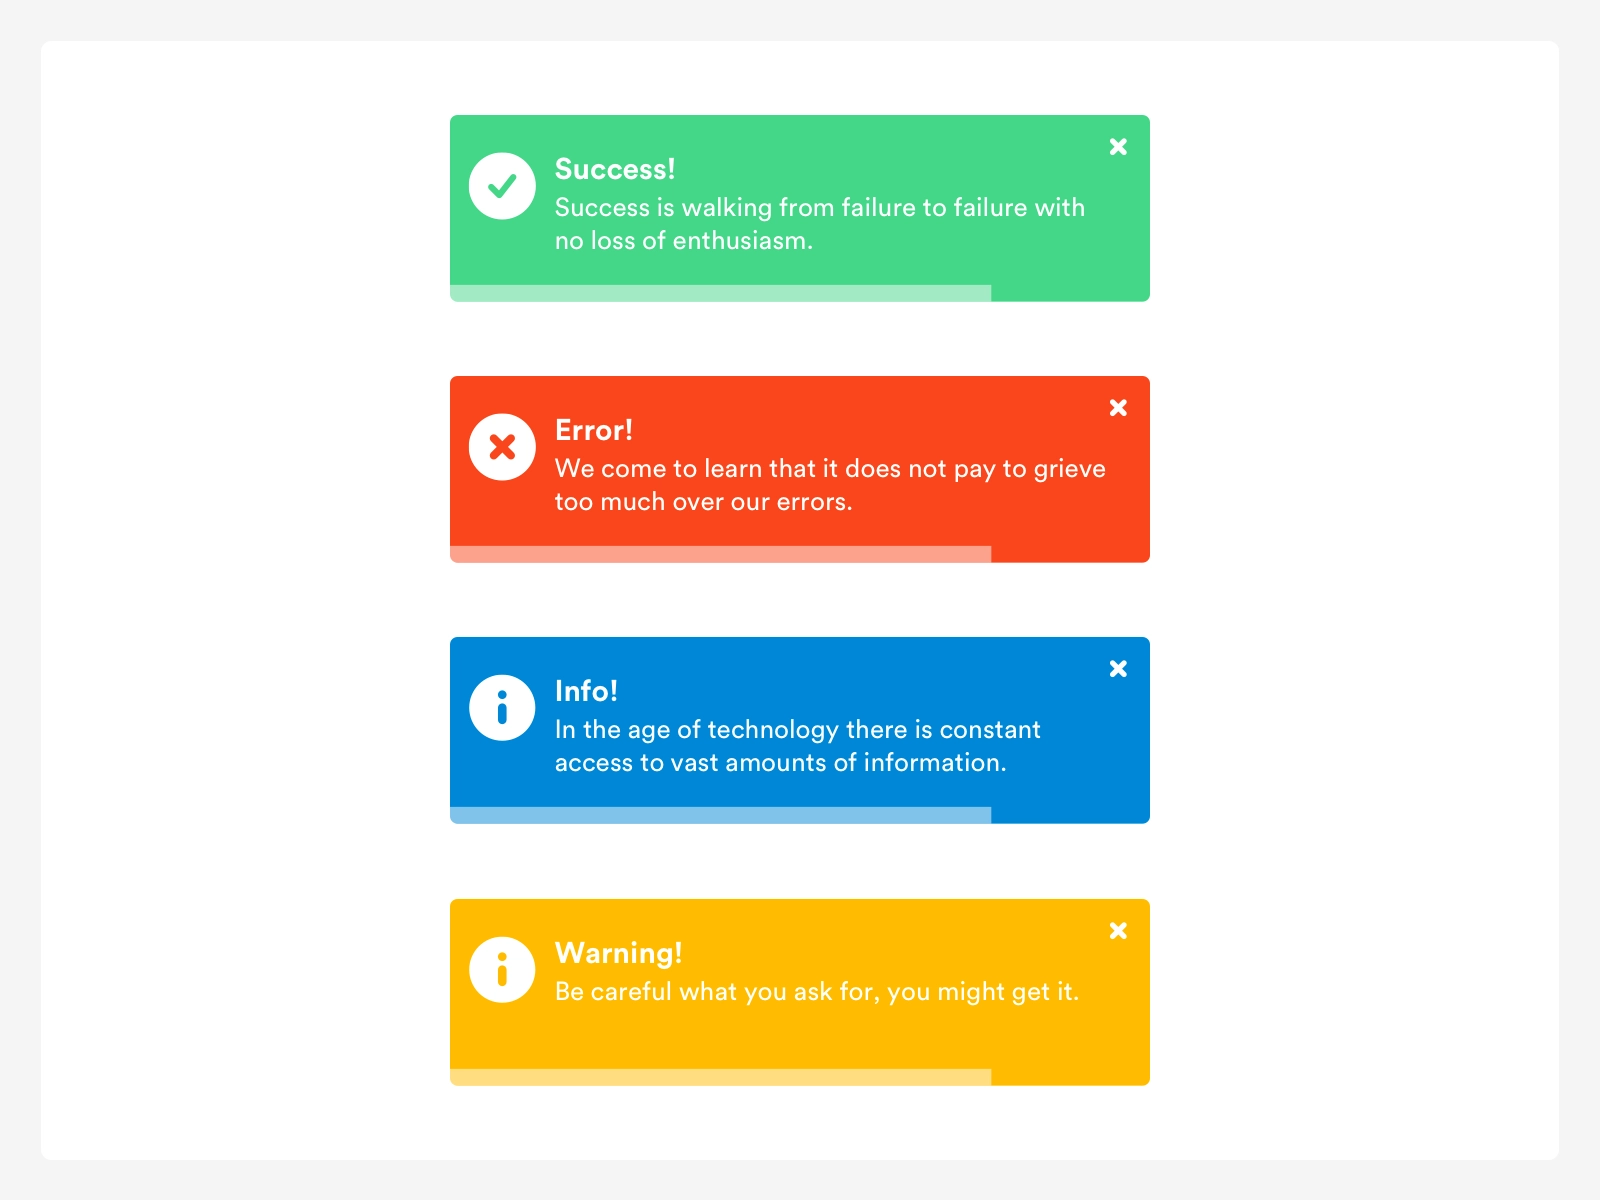 Success!
Success is walking from failure to failure with
no loss of enthusiasm.
Error!
We come to learn that it does not pay to grieve
too much over our errors.
Info!
In the age of technology there is constant
access to vast amounts of information.
Warning!
Be careful what you ask for, you might get it.